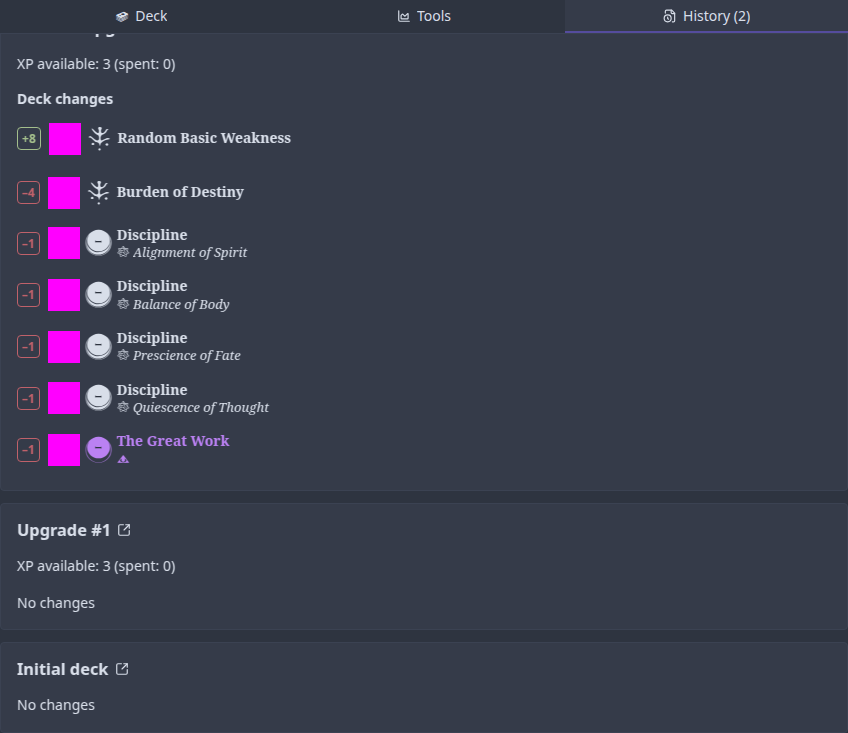 Deck
Tools
History (2)
XP available: 3 (spent: 0)
Deck changes
+8
Random Basic Weakness
–4
Burden of Destiny
–1
Discipline
Alignment of Spirit
–1
Discipline
Balance of Body
–1
Discipline
Prescience of Fate
–1
Discipline
Quiescence of Thought
–1
The Great Work
Upgrade #1
XP available: 3 (spent: 0)
No changes
Initial deck
No changes